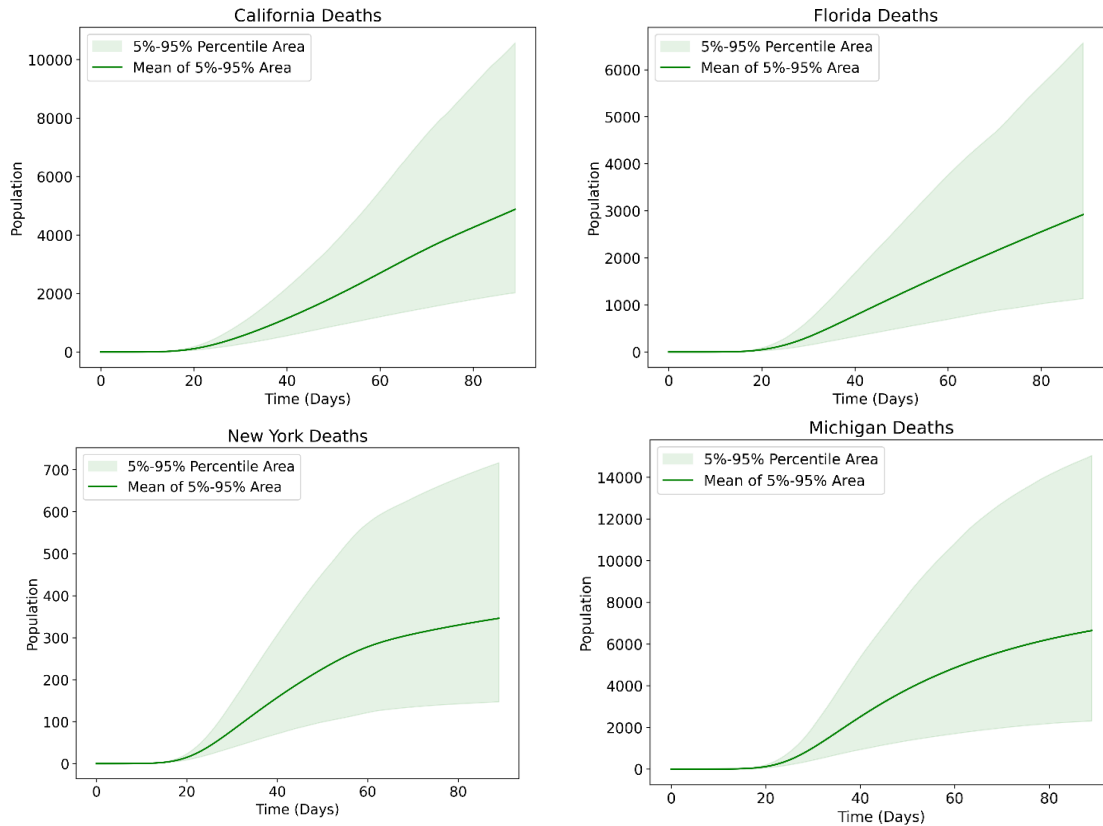 California Deaths
5%-95% Percentile Area
Mean of 5%-95% Area
10000
8000
6000
4000
2000
0
Population
0 20 40 60 80
Time (Days)
Florida Deaths
5%-95% Percentile Area
Mean of 5%-95% Area
6000
5000
4000
3000
2000
1000
0
Population
0 20 40 60 80
Time (Days)
New York Deaths
5%-95% Percentile Area
Mean of 5%-95% Area
700
600
500
400
300
200
100
0
Population
0 20 40 60 80
Time (Days)
Michigan Deaths
5%-95% Percentile Area
Mean of 5%-95% Area
14000
12000
10000
8000
6000
4000
2000
0
Population
0 20 40 60 80
Time (Days)